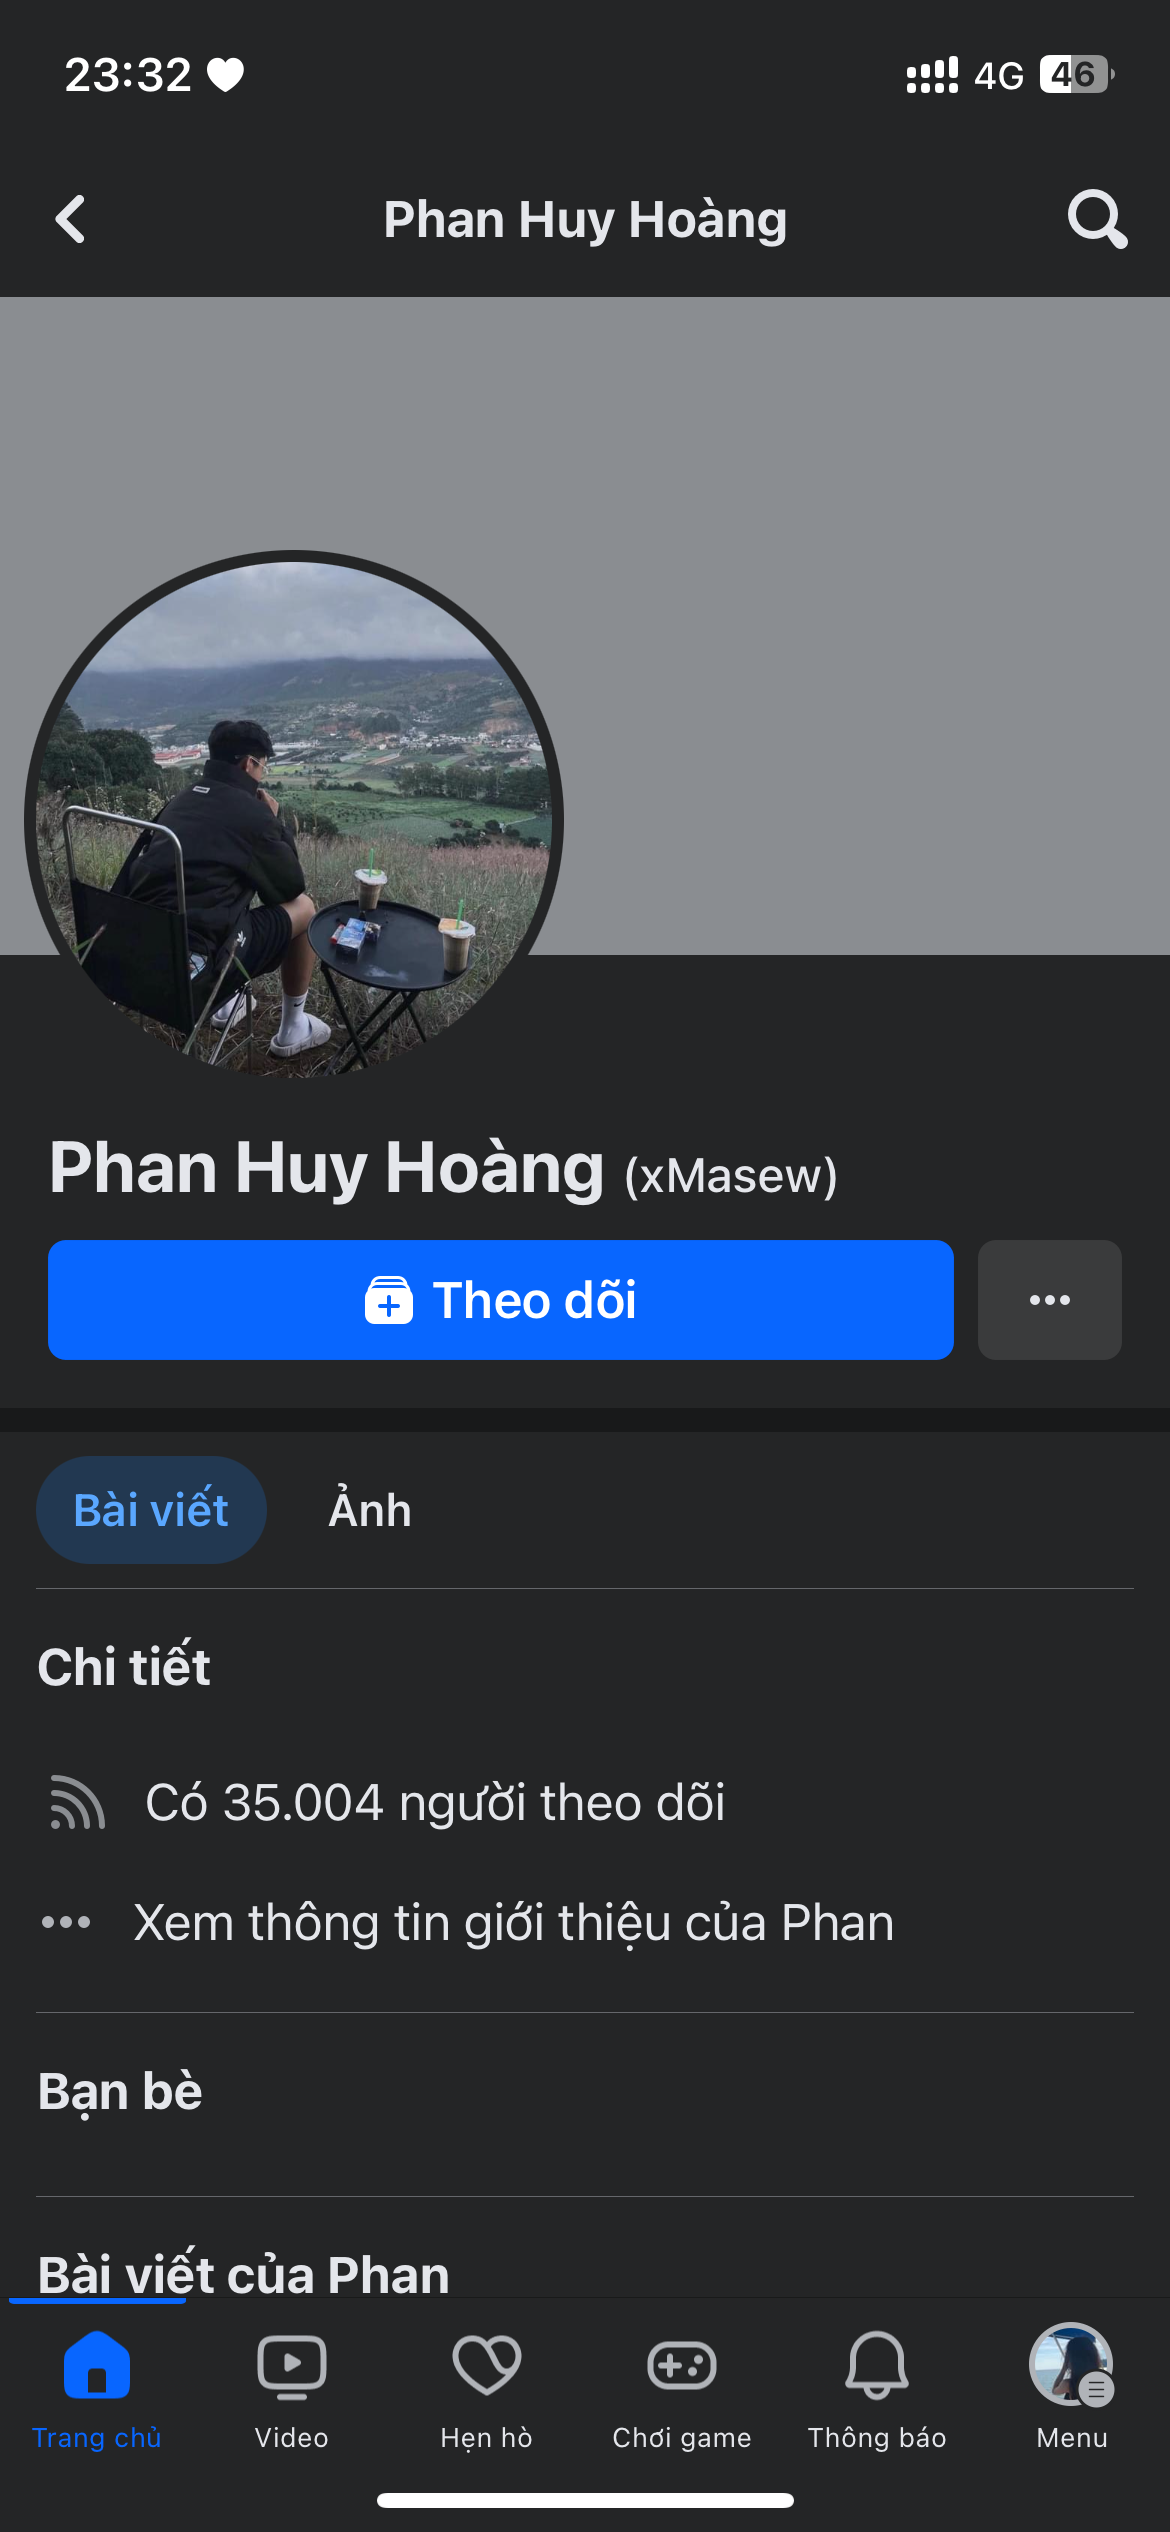 23:32
4G 46
Phan Huy Hoàng
Phan Huy Hoàng (xMasew)
Theo dõi
Bài viết
Ảnh
Chi tiết
Có 35.004 người theo dõi
Xem thông tin giới thiệu của Phan
Bạn bè
Bài viết của Phan
Trang chủ
Video
Hẹn hò
Chơi game
Thông báo
Menu